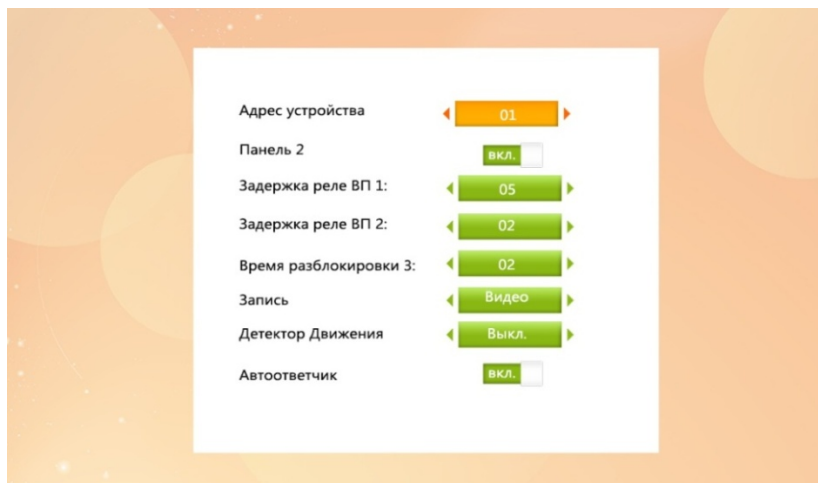 Адрес устройства 01
Панель 2 вкл.
Задержка реле ВП 1: 05
Задержка реле ВП 2: 02
Время разблокировки 3: 02
Запись Видео
Детектор Движения Выкл.
Автоответчик вкл.